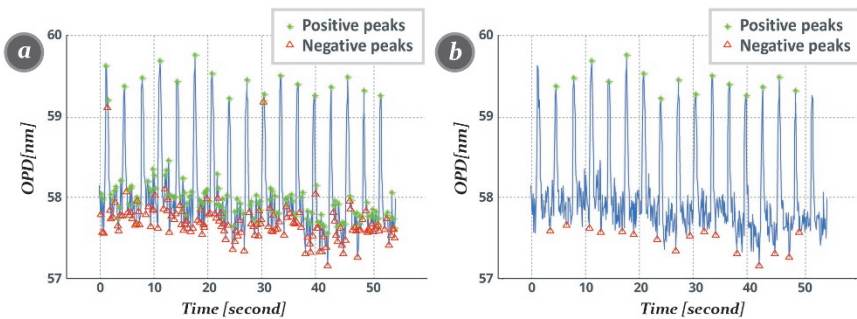 a
Positive peaks
Negative peaks
60
59
58
57
OPD[nm]
0 10 20 30 40 50
Time [second]
b
Positive peaks
Negative peaks
60
59
58
57
OPD[nm]
0 10 20 30 40 50
Time [second]